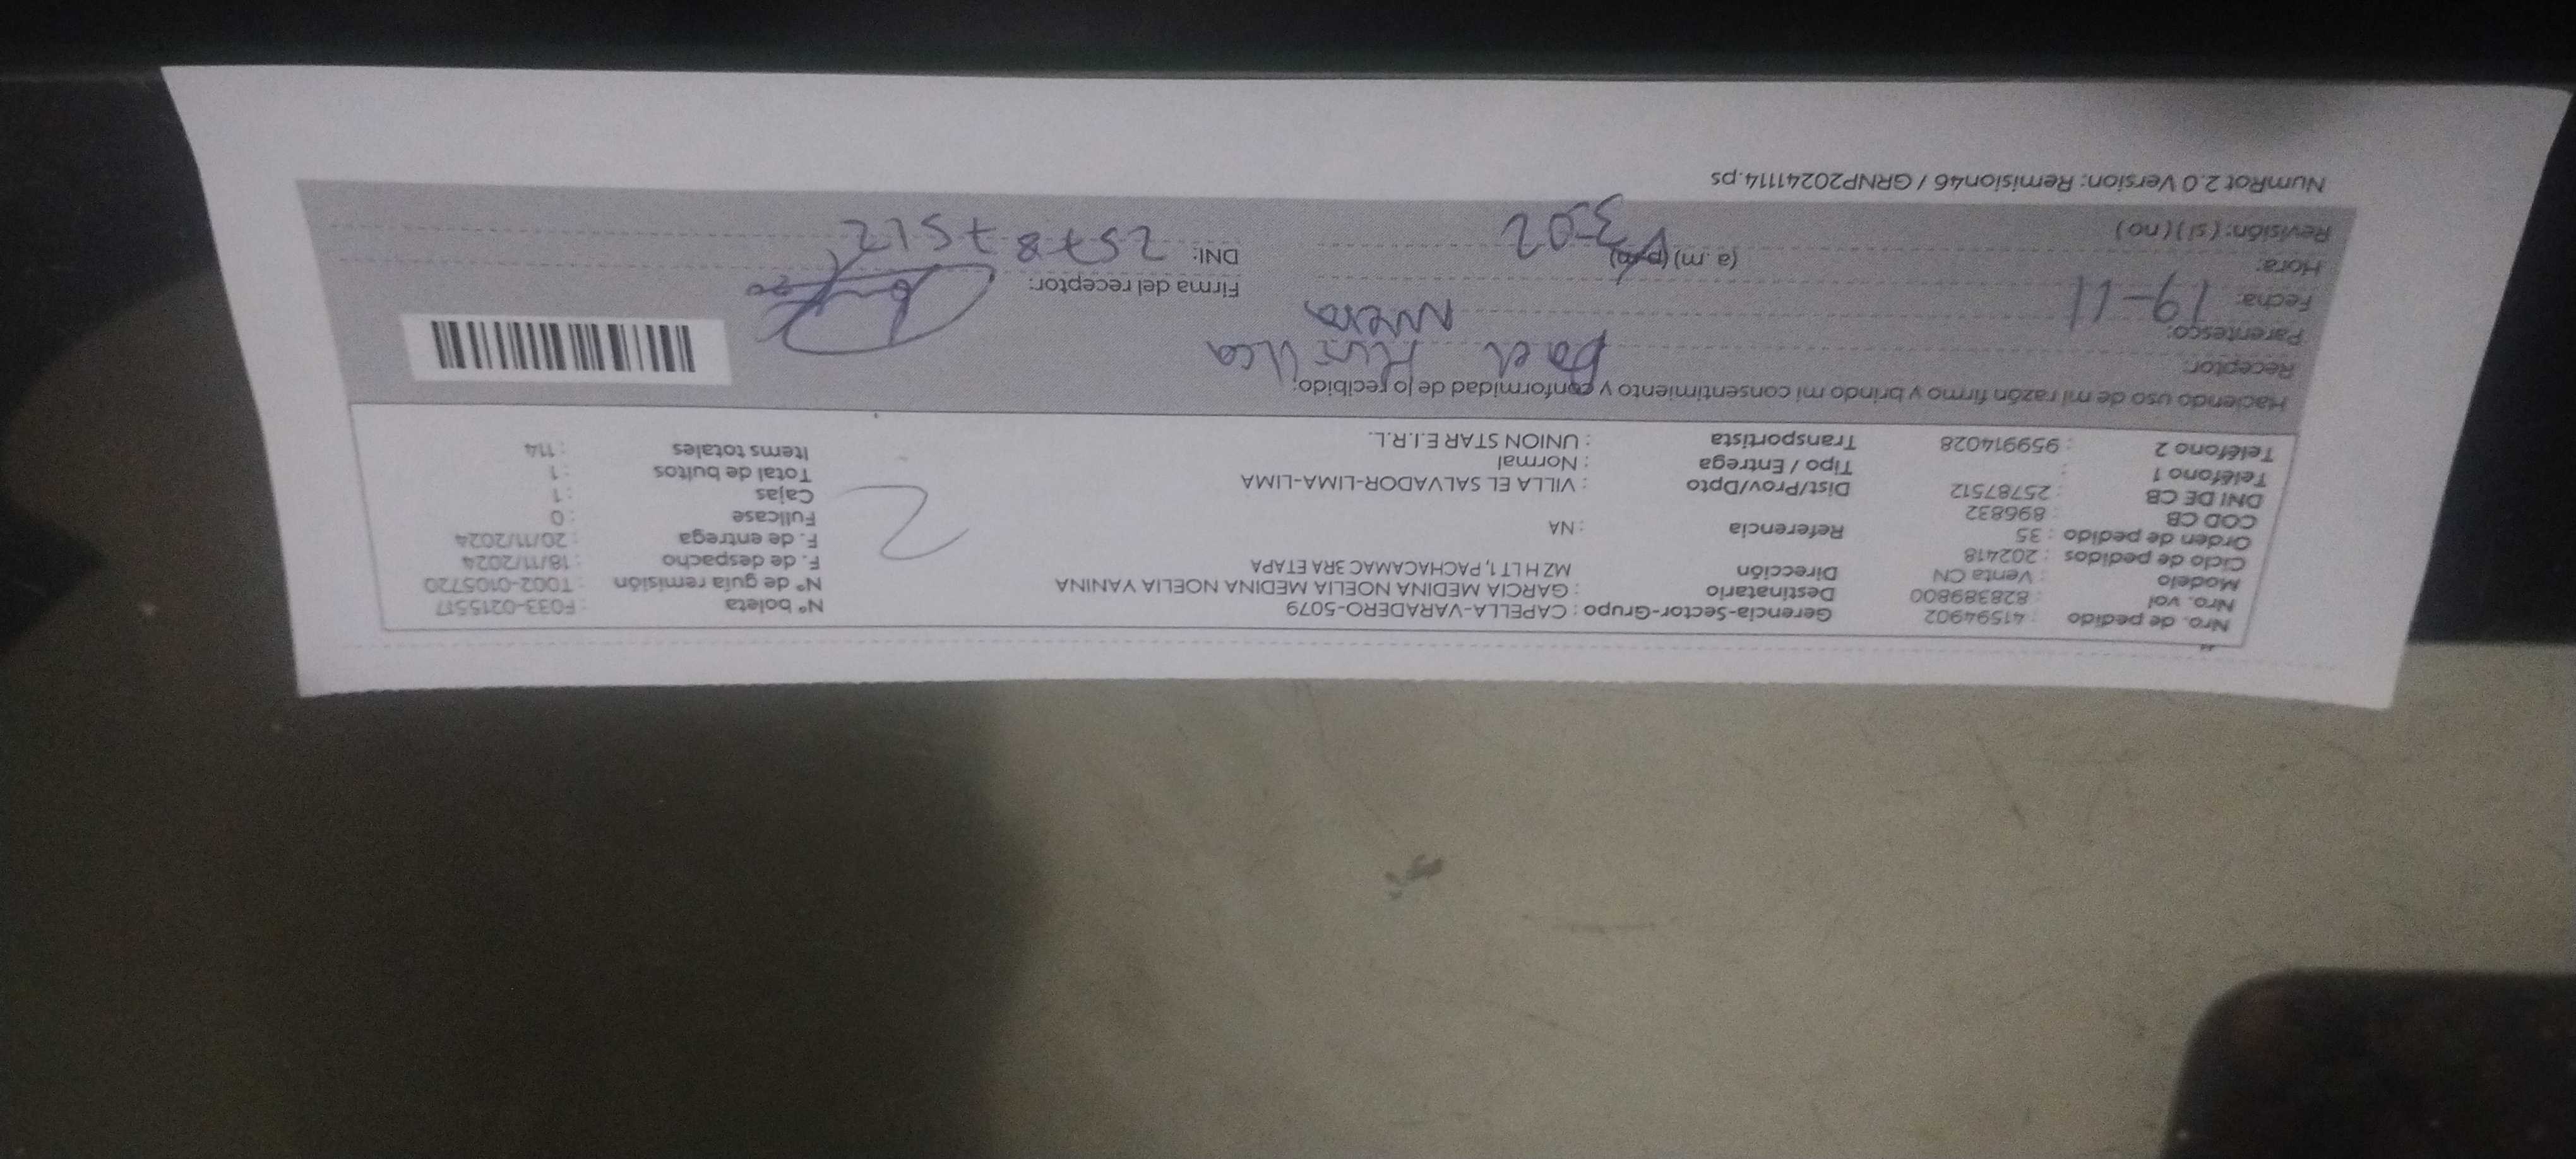 Nro. de pedido : 41594902 Gerencia-Sector-Grupo : CAPELLA-VARADERO-5079 N° boleta : F033-0215517
Nro. vol : 828389800 Destinatario : GARCIA MEDINA NOELIA MEDINA NOELIA YANINA N° de guía remisión : T002-0105720
Modelo : Venta CN Dirección MZ H LT 1, PACHACAMAC 3RA ETAPA F. de despacho : 18/11/2024
Ciclo de pedidos : 202418 F. de entrega : 20/11/2024
Orden de pedido : 35 Referencia : NA Fullcase : 0
COD CB : 896832 Cajas : 1
DNI DE CB : 25787512 Dist/Prov/Dpto : VILLA EL SALVADOR-LIMA-LIMA Total de bultos : 1
Teléfono 1 : Tipo / Entrega : Normal Items totales : 114
Teléfono 2 : 959914028 Transportista : UNION STAR E.I.R.L.
2
Haciendo uso de mi razón firmo y brindo mi consentimiento y conformidad de lo recibido:
Receptor:
Parentesco:
Fecha: 19-11
Hora: (a.m) (p.m) 3-02
Revisión: (si) (no)
Firma del receptor:
DNI: 25787512
NumRot 2.0 Version: Remision46 / GRNP20241114.ps